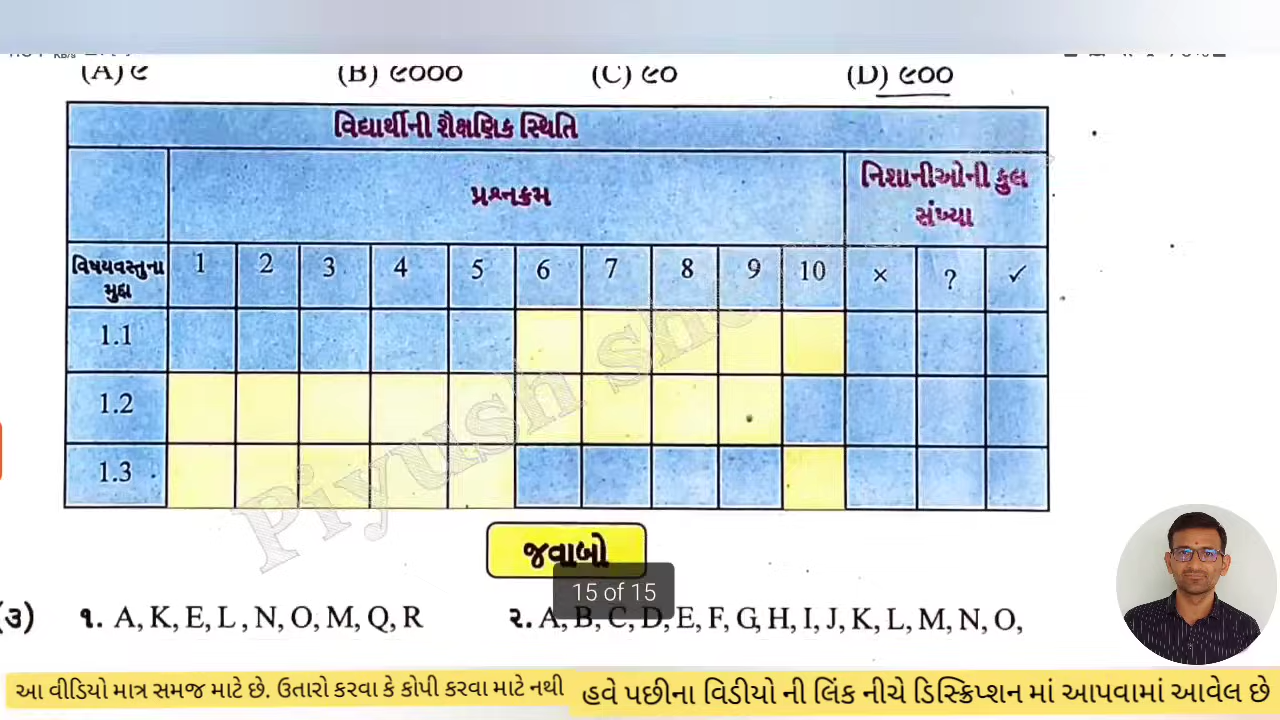 (A) ૯ (B) ૯૦૦૦ (C) ૯૦ (D) ૯૦૦
વિદ્યાર્થીની શૈક્ષણિક સ્થિતિ
પ્રશ્નક્રમ
નિશાનીઓની કુલ
સંખ્યા
વિષયવસ્તુના
મુદ્દા
1 2 3 4 5 6 7 8 9 10 × ? ✓
1.1
1.2
1.3
Piyush
જવાબો
15 of 15
(૩) ૧. A, K, E, L , N, O, M, Q, R ૨. A, B, C, D, E, F, G, H, I, J, K, L, M, N, O,
આ વીડિયો માત્ર સમજ માટે છે. ઉતારો કરવા કે કોપી કરવા માટે નથી
હવે પછીના વિડીયો ની લિંક નીચે ડિસ્ક્રિપ્શન માં આપવામાં આવેલ છે